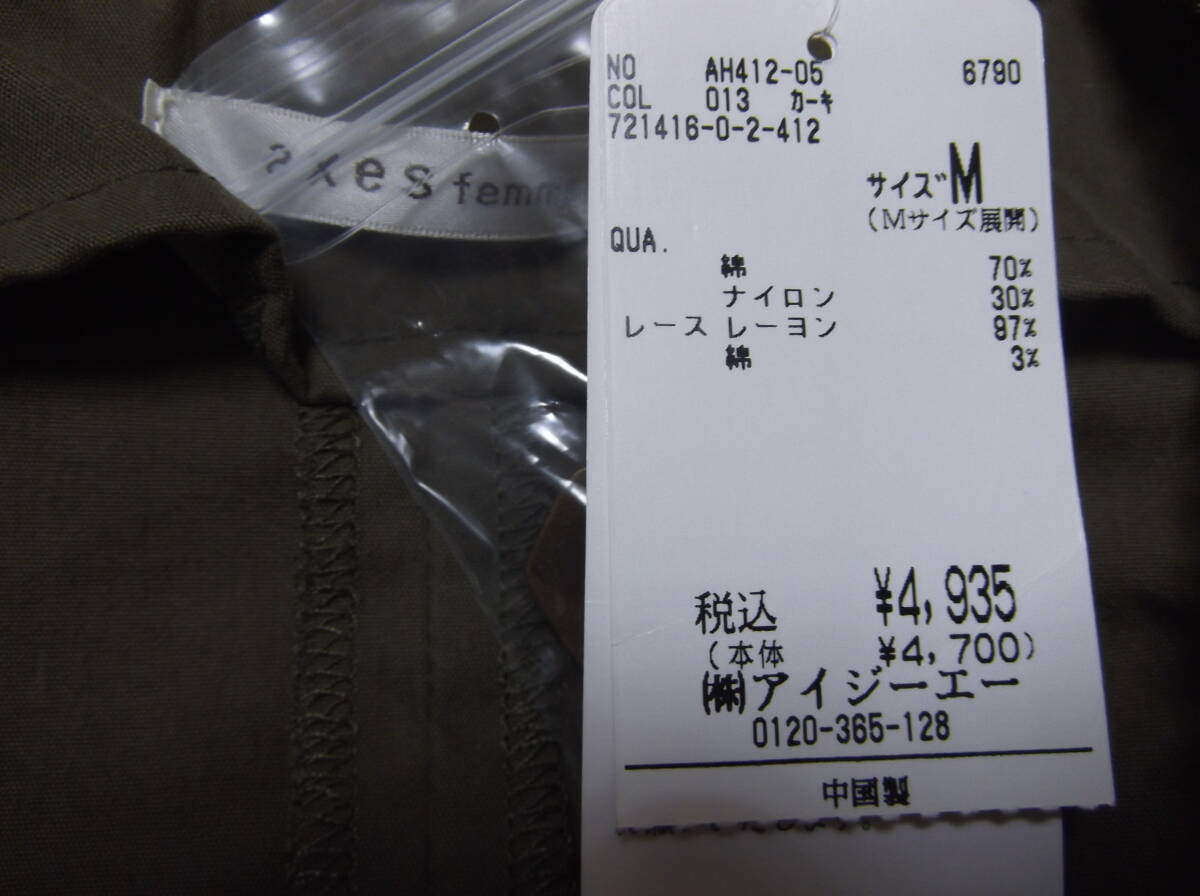 axes femme
NO AH412-05 6790
COL 013 カーキ
721416-0-2-412
サイズ M
(Mサイズ展開)
QUA.
綿 70%
ナイロン 30%
レース レーヨン 97%
綿 3%
税込 ¥4,935
(本体 ¥4,700)
㈱アイジーエー
0120-365-128
中国製